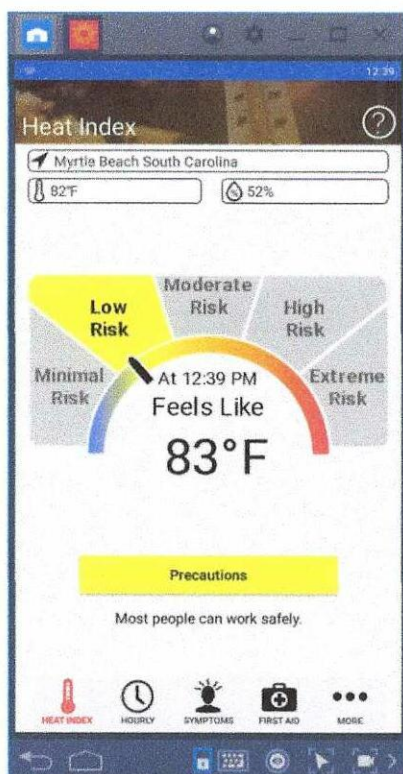 12:39
Heat Index
?
Myrtle Beach South Carolina
82°F
% 52%
Minimal
Risk
Low
Risk
Moderate
Risk
High
Risk
Extreme
Risk
At 12:39 PM
Feels Like
83°F
Precautions
Most people can work safely.
HEAT INDEX
HOURLY
SYMPTOMS
FIRST AID
MORE